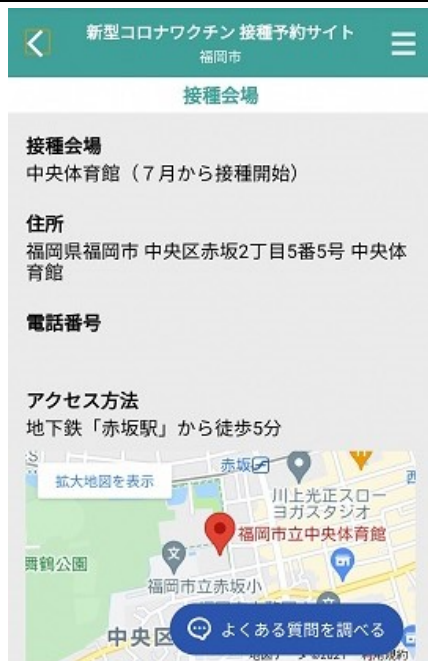 新型コロナワクチン 接種予約サイト
福岡市
接種会場
接種会場
中央体育館（７月から接種開始）
住所
福岡県福岡市 中央区赤坂2丁目5番5号 中央体
育館
電話番号
アクセス方法
地下鉄「赤坂駅」から徒歩5分
拡大地図を表示
赤坂
西
川上光正スロー
ヨガスタジオ
福岡市立中央体育館
舞鶴公園
福岡市立赤坂小
中央区
よくある質問を調べる